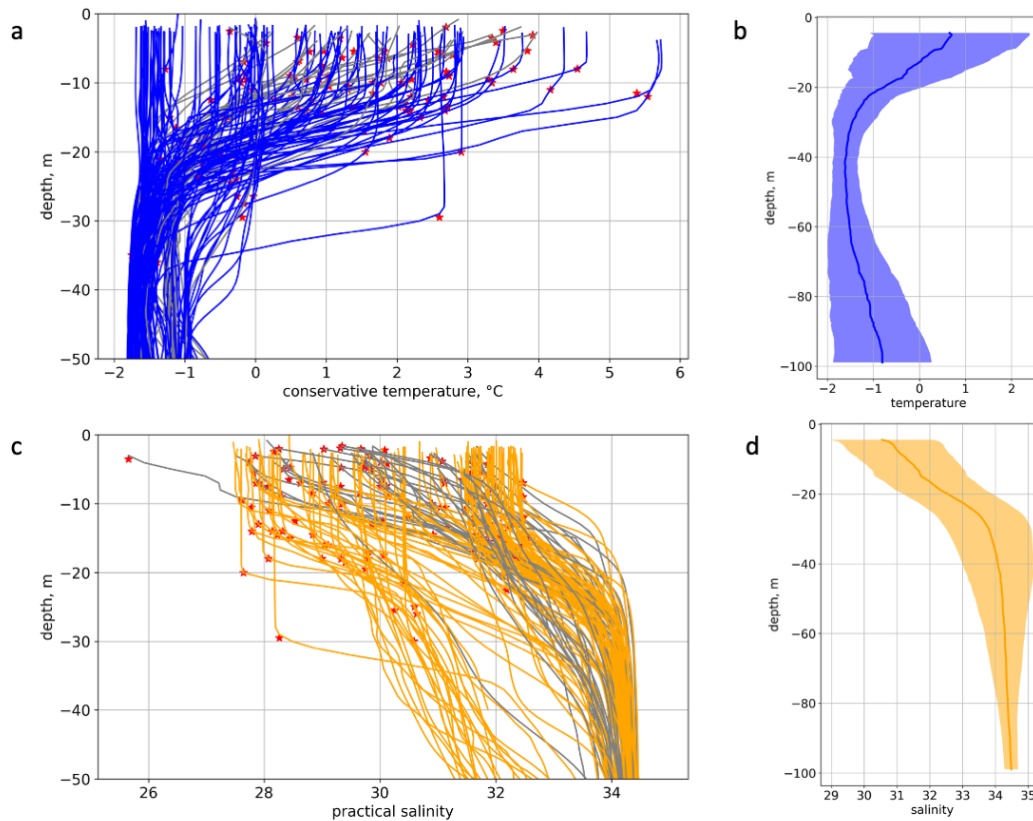 a
0
−10
−20
−30
−40
−50
depth, m
−2 −1 0 1 2 3 4 5 6
conservative temperature, °C
b
0
−20
−40
−60
−80
−100
depth, m
−2 −1 0 1 2
temperature
c
0
−10
−20
−30
−40
−50
depth, m
26 28 30 32 34
practical salinity
d
0
−20
−40
−60
−80
−100
depth, m
29 30 31 32 33 34 35
salinity